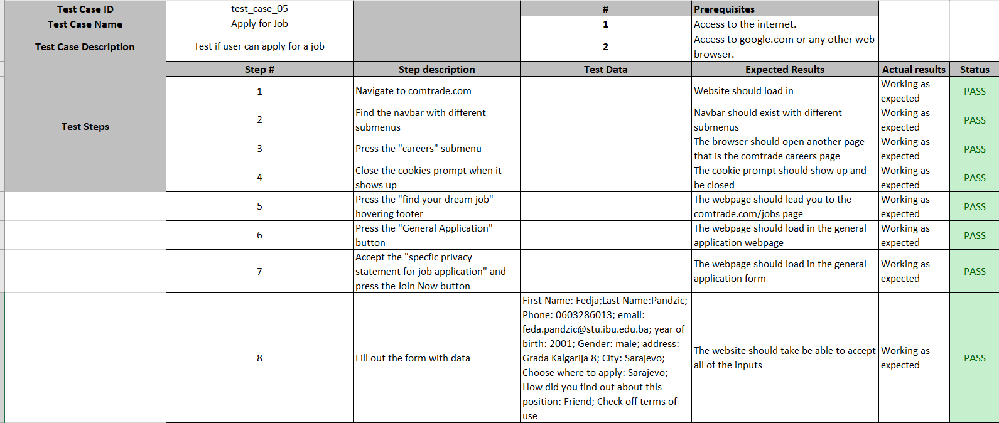 Test Case ID
test_case_05
#
Prerequisites
Test Case Name
Apply for Job
1
Access to the internet.
Test Case Description
Test if user can apply for a job
2
Access to google.com or any other web
browser.
Test Steps
Step #
Step description
Test Data
Expected Results
Actual results
Status
1
Navigate to comtrade.com
Website should load in
Working as
expected
PASS
2
Find the navbar with different
submenus
Navbar should exist with different
submenus
Working as
expected
PASS
3
Press the "careers" submenu
The browser should open another page
that is the comtrade careers page
Working as
expected
PASS
4
Close the cookies prompt when it
shows up
The cookie prompt should show up and
be closed
Working as
expected
PASS
5
Press the "find your dream job"
hovering footer
The webpage should lead you to the
comtrade.com/jobs page
Working as
expected
PASS
6
Press the "General Application"
button
The webpage should load in the general
application webpage
Working as
expected
PASS
7
Accept the "specfic privacy
statement for job application" and
press the Join Now button
The webpage should load in the general
application form
Working as
expected
PASS
8
Fill out the form with data
First Name: Fedja;Last Name:Pandzic;
Phone: 0603286013; email:
feda.pandzic@stu.ibu.edu.ba; year of
birth: 2001; Gender: male; address:
Grada Kalgarija 8; City: Sarajevo;
Choose where to apply: Sarajevo;
How did you find out about this
position: Friend; Check off terms of
use
The website should take be able to accept
all of the inputs
Working as
expected
PASS